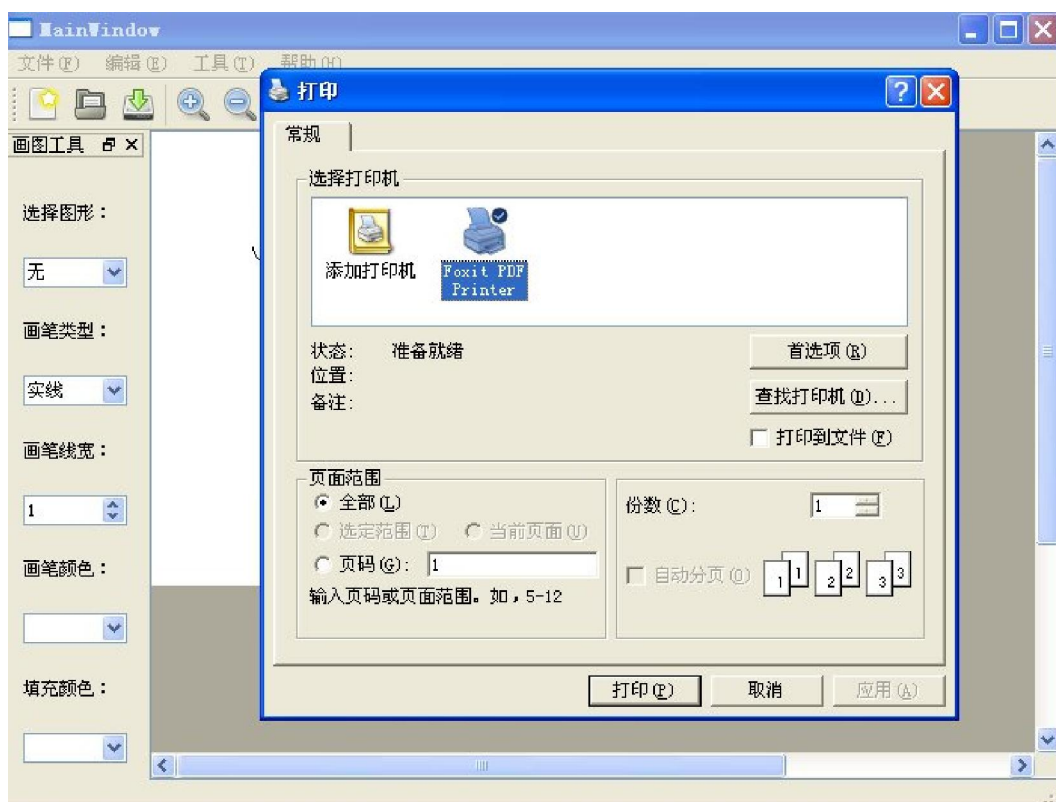 MainWindow
文件(F) 编辑(E) 工具(T) 帮助(H)
画图工具
选择图形：
无
画笔类型：
实线
画笔线宽：
1
画笔颜色：
填充颜色：
打印
常规
选择打印机
添加打印机
Foxit PDF
Printer
状态: 准备就绪
位置:
备注:
首选项(R)
查找打印机(D)...
打印到文件(F)
页面范围
全部(L)
选定范围(T) 当前页面(U)
页码(G): 1
输入页码或页面范围。如，5-12
份数(C): 1
自动分页(O)
1 1 2 2 3 3
打印(P) 取消 应用(A)